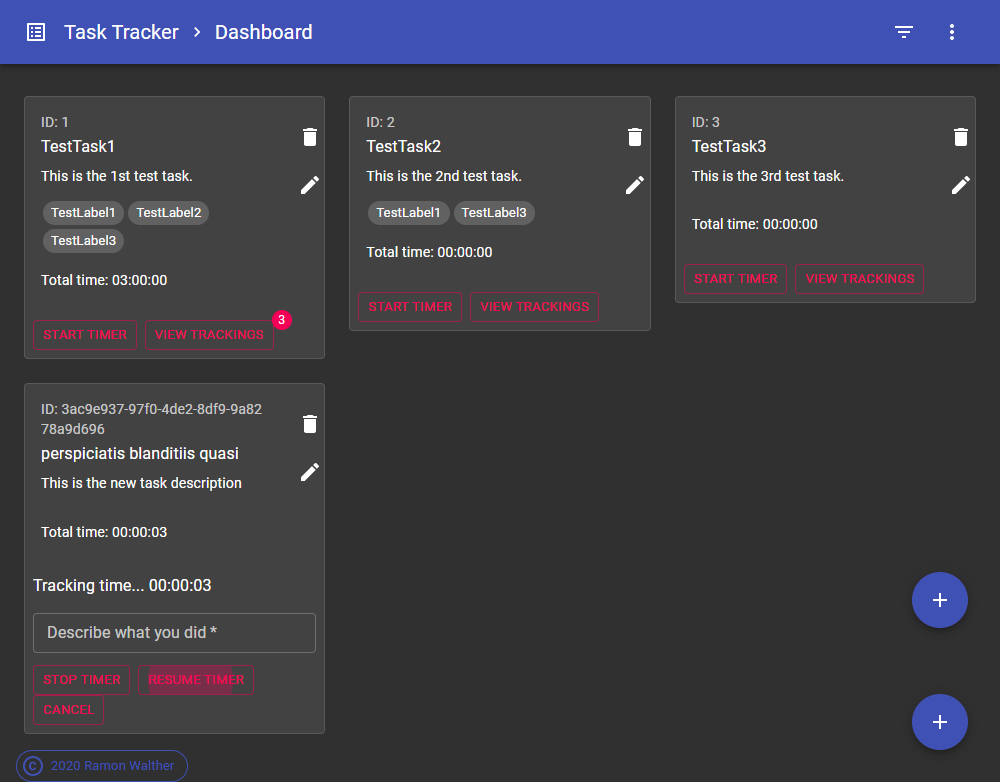 Task Tracker > Dashboard
ID: 1
TestTask1
This is the 1st test task.
TestLabel1 TestLabel2
TestLabel3
Total time: 03:00:00
START TIMER VIEW TRACKINGS 3
ID: 2
TestTask2
This is the 2nd test task.
TestLabel1 TestLabel3
Total time: 00:00:00
START TIMER VIEW TRACKINGS
ID: 3
TestTask3
This is the 3rd test task.
Total time: 00:00:00
START TIMER VIEW TRACKINGS
ID: 3ac9e937-97f0-4de2-8df9-9a82
78a9d696
perspiciatis blanditiis quasi
This is the new task description
Total time: 00:00:03
Tracking time... 00:00:03
Describe what you did *
STOP TIMER RESUME TIMER
CANCEL
© 2020 Ramon Walther